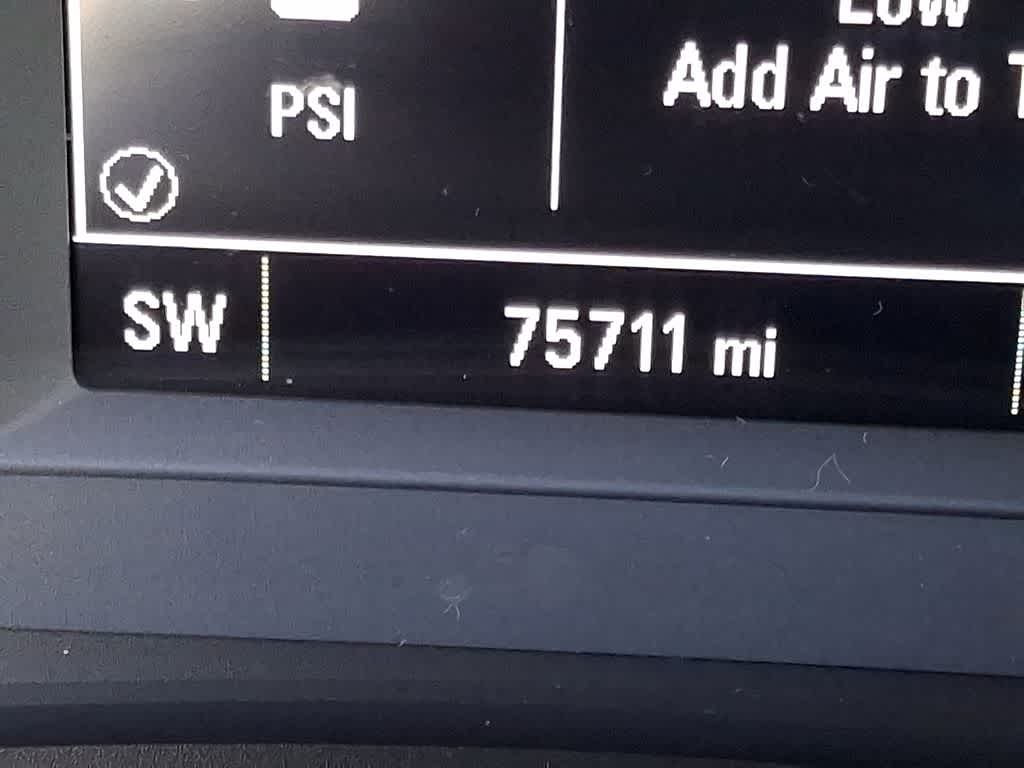 Low
PSI
Add Air to
SW
75711 mi